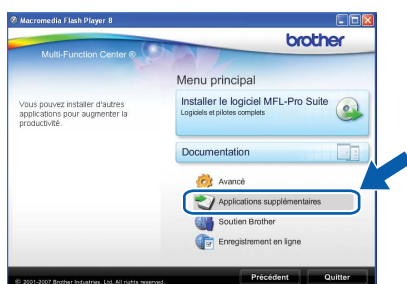 Macromedia Flash Player 8
brother
Multi-Function Center ®
Menu principal
Vous pouvez installer d'autres
applications pour augmenter la
productivité.
Installer le logiciel MFL-Pro Suite
Logiciels et pilotes complets
Documentation
Avancé
Applications supplémentaires
Soutien Brother
Enregistrement en ligne
© 2001-2007 Brother Industries, Ltd. All rights reserved.
Précédent
Quitter